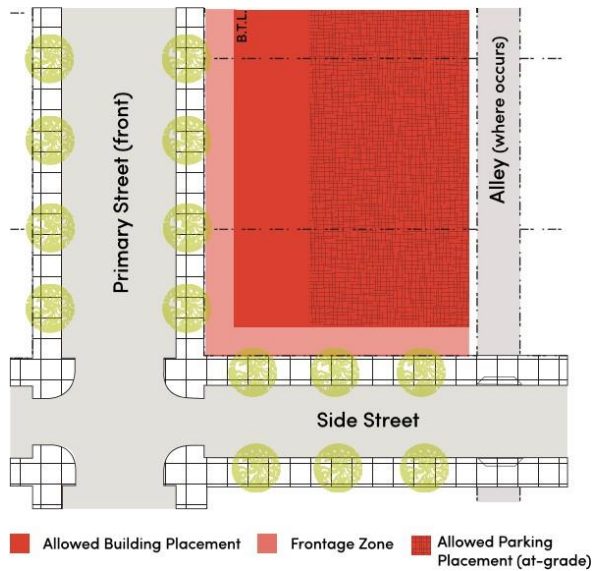 B.T.L.
Primary Street (front)
Alley (where occurs)
Side Street
Allowed Building Placement
Frontage Zone
Allowed Parking
Placement (at-grade)